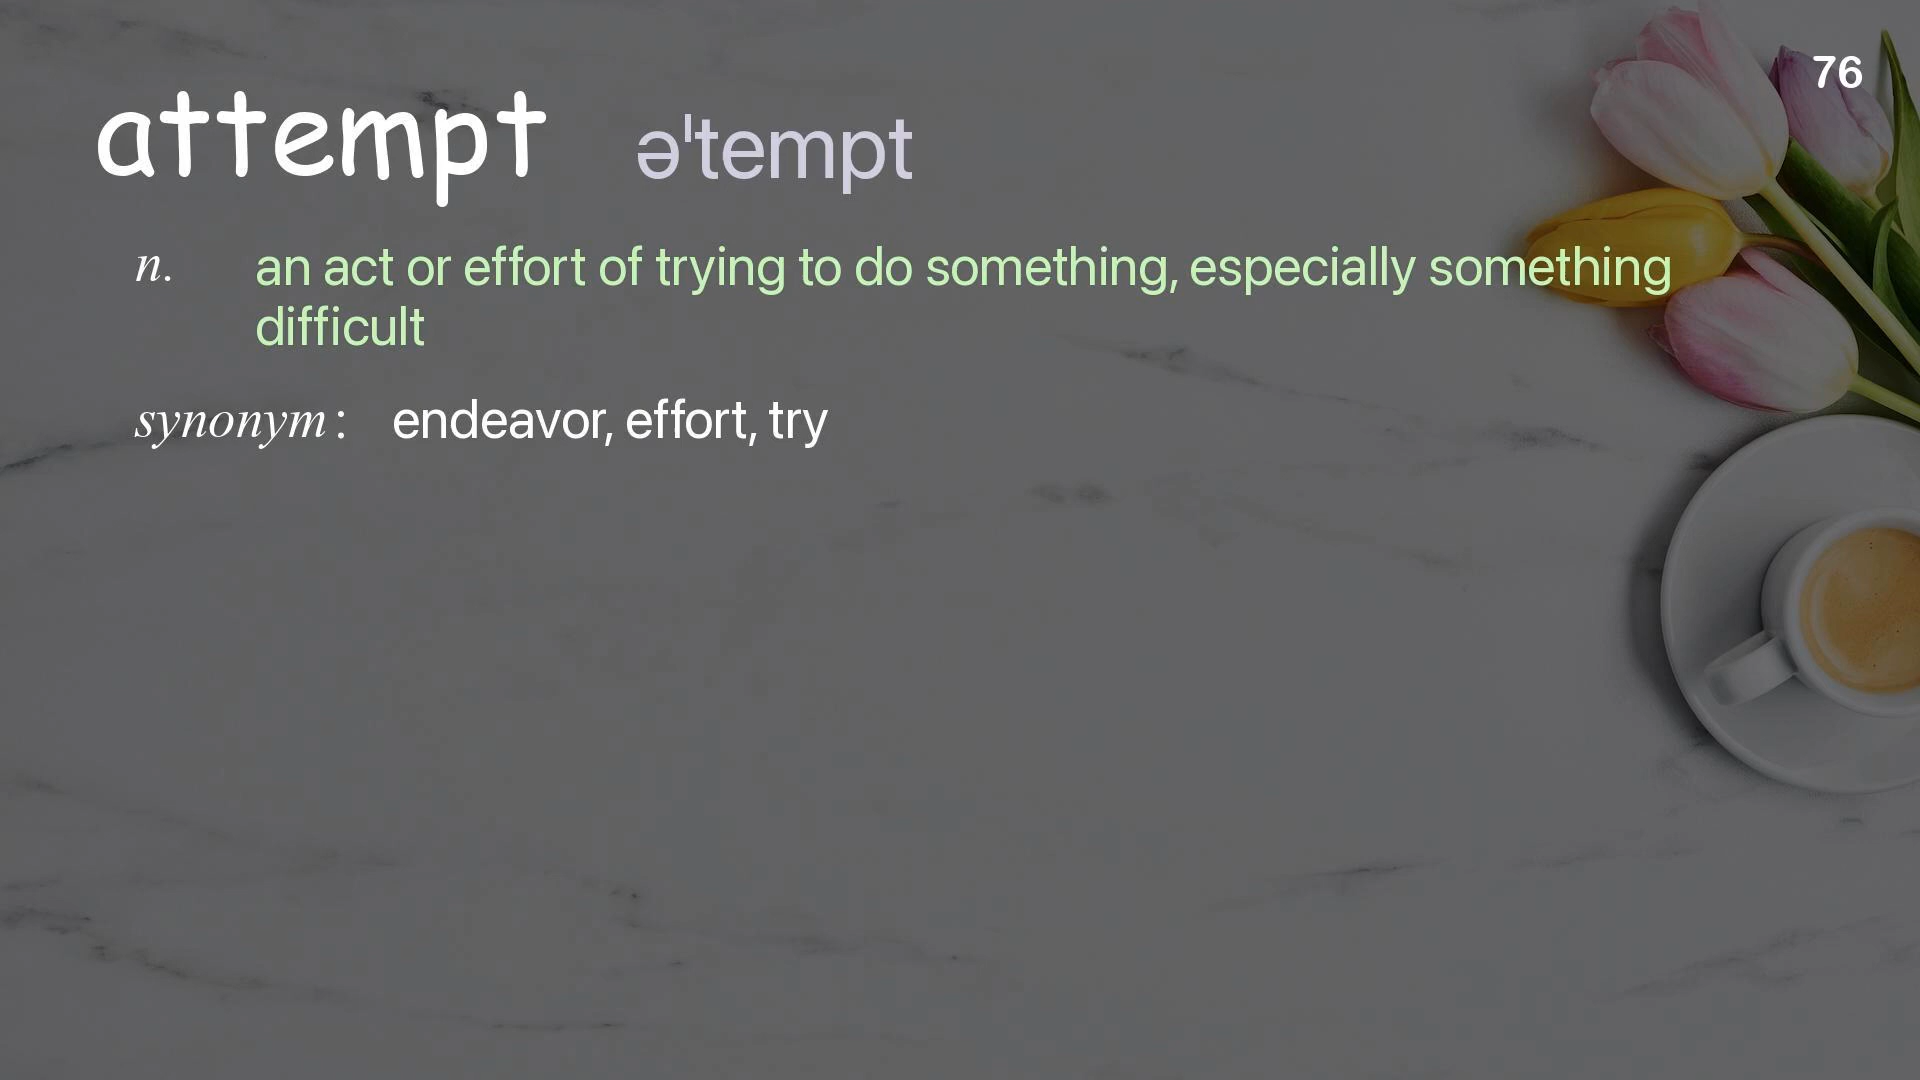 76
attempt əˈtempt
n. an act or effort of trying to do something, especially something
difficult
synonym: endeavor, effort, try